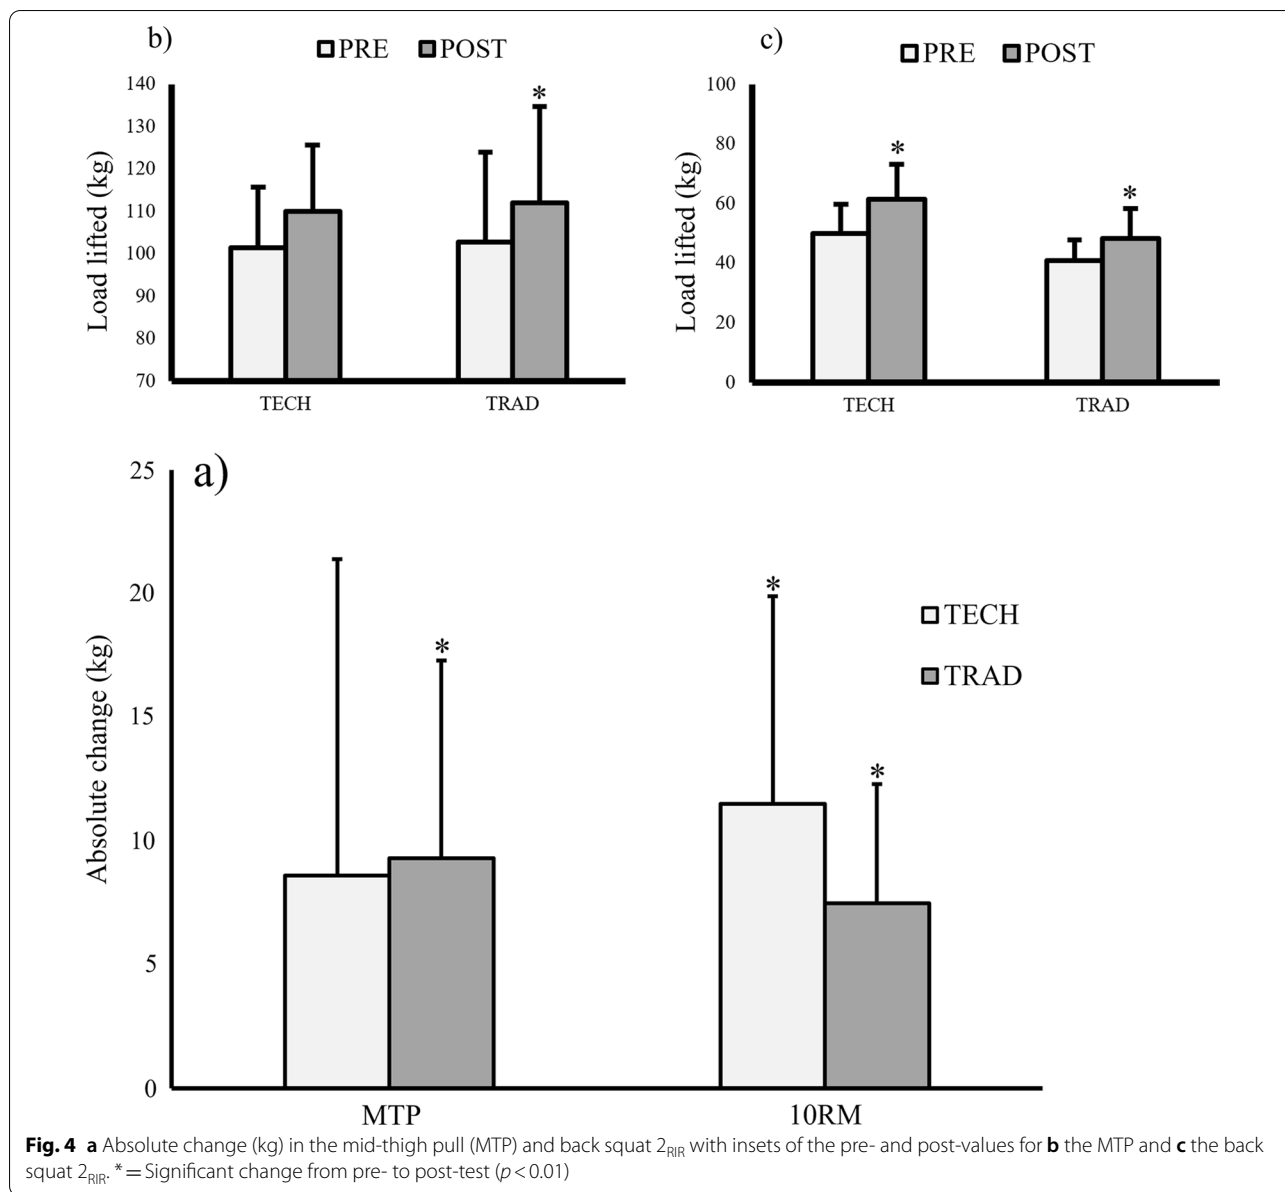 b)
PRE POST
140
130
120
110
100
90
80
70
Load lifted (kg)
*
TECH TRAD
c)
PRE POST
100
80
60
40
20
0
Load lifted (kg)
*
*
TECH TRAD
a)
25
20
15
10
5
0
Absolute change (kg)
*
*
*
TECH
TRAD
MTP 10RM
Fig. 4 a Absolute change (kg) in the mid-thigh pull (MTP) and back squat 2RIR with insets of the pre- and post-values for b the MTP and c the back
squat 2RIR. * = Significant change from pre- to post-test (p < 0.01)